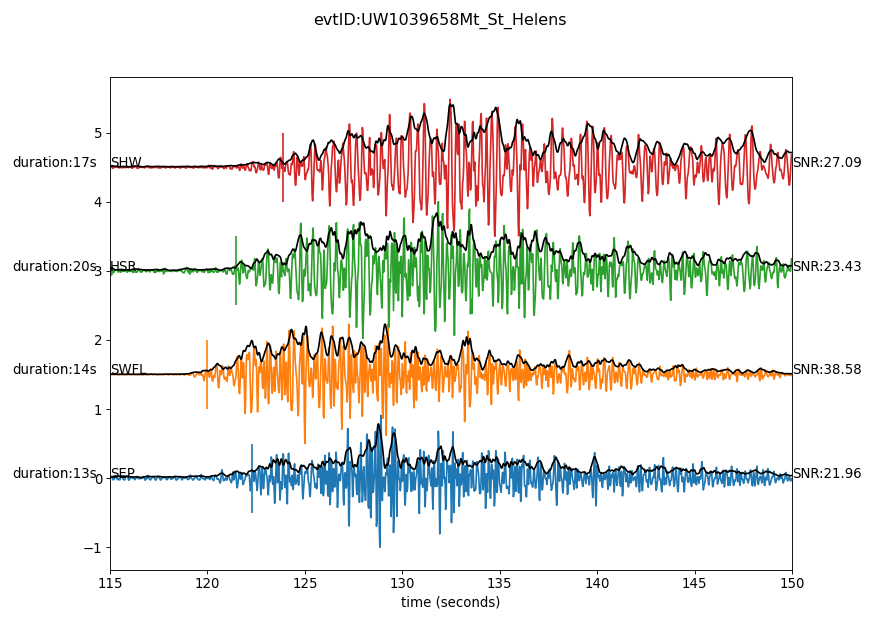 evtID:UW1039658Mt_St_Helens
5
duration:17s SHW SNR:27.09
4
duration:20s 3 HSR SNR:23.43
2
duration:14s SWFL SNR:38.58
1
duration:13s 0 SEP SNR:21.96
−1
115 120 125 130 135 140 145 150
time (seconds)